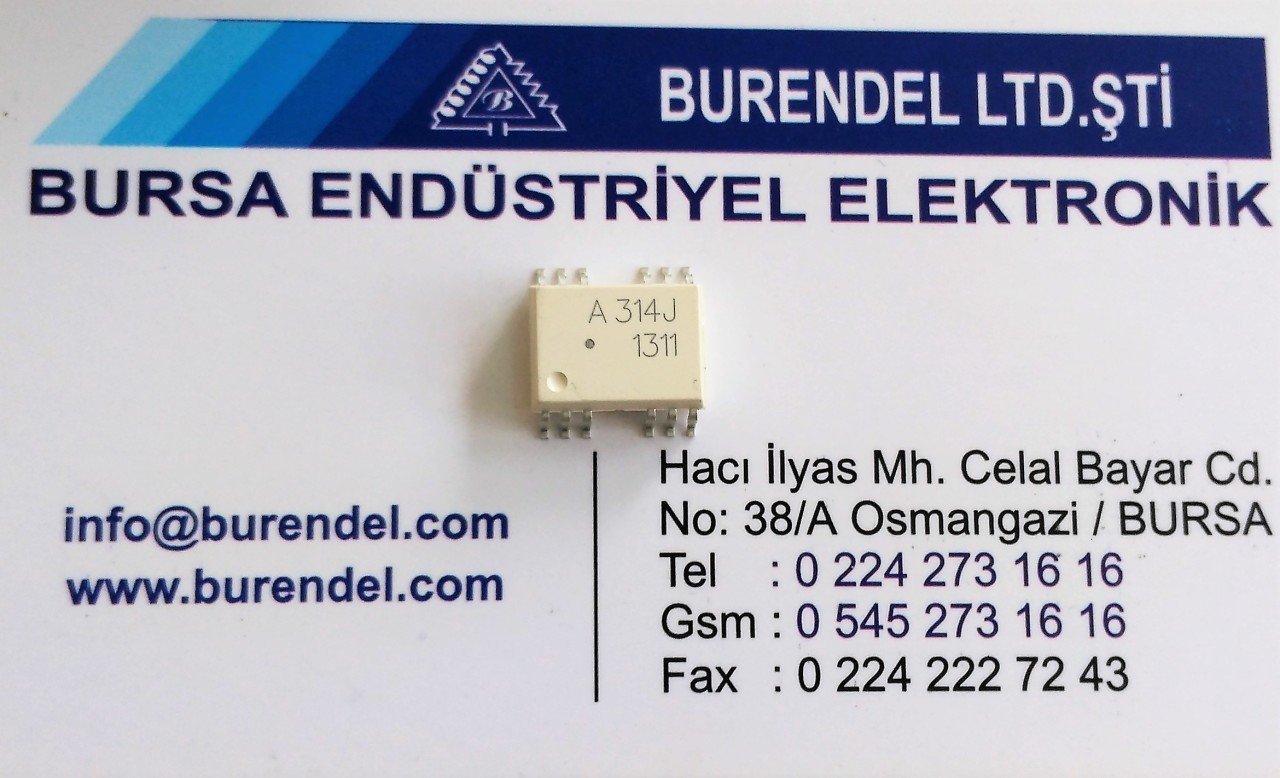 B
BURENDEL LTD.ŞTİ
BURSA ENDÜSTRİYEL ELEKTRONİK
A 314J
1311
info@burendel.com
www.burendel.com
Hacı İlyas Mh. Celal Bayar Cd.
No: 38/A Osmangazi / BURSA
Tel : 0 224 273 16 16
Gsm : 0 545 273 16 16
Fax : 0 224 222 72 43